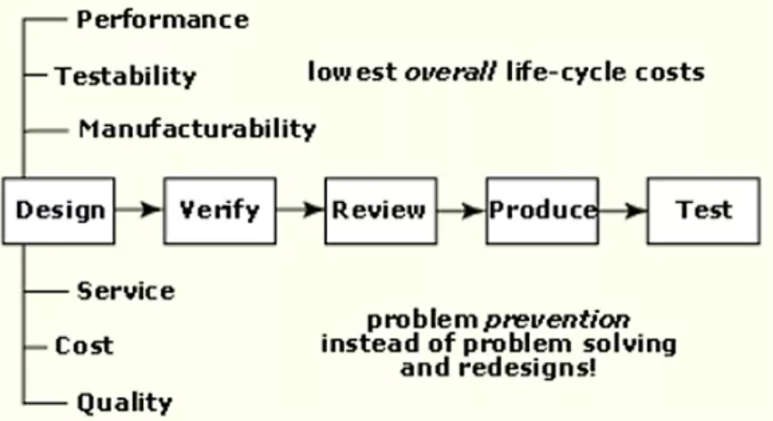 Performance
Testability
lowest overall life-cycle costs
Manufacturability
Design
Verify
Review
Produce
Test
Service
problem prevention
instead of problem solving
and redesigns!
Cost
Quality